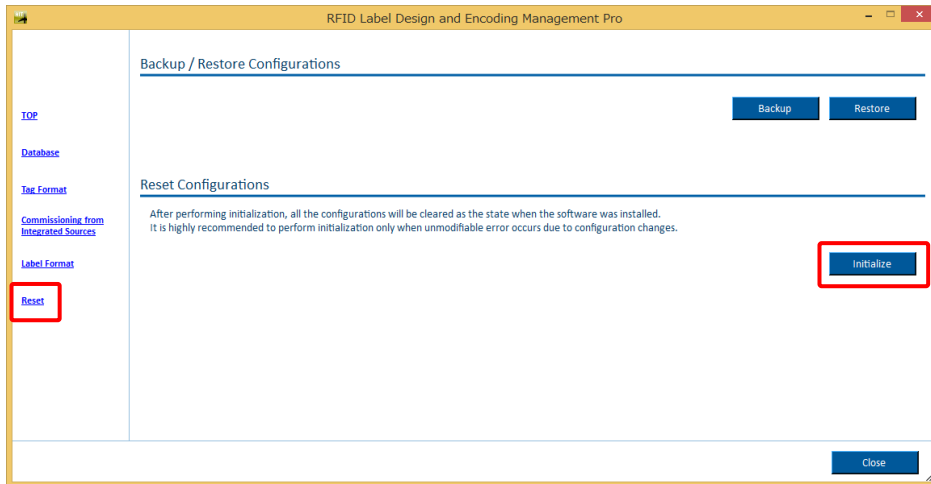 RFID Label Design and Encoding Management Pro
Backup / Restore Configurations
Backup
Restore
TOP
Database
Tag Format
Commissioning from
Integrated Sources
Label Format
Reset
Reset Configurations
After performing initialization, all the configurations will be cleared as the state when the software was installed.
It is highly recommended to perform initialization only when unmodifiable error occurs due to configuration changes.
Initialize
Close